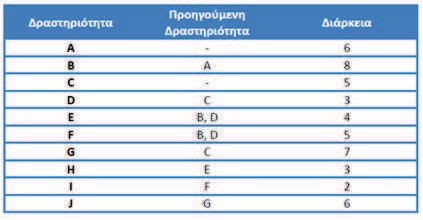 Δραστηριότητα Προηγούμενη Δραστηριότητα Διάρκεια
A - 6
B A 8
C - 5
D C 3
E B, D 4
F B, D 5
G C 7
H E 3
I F 2
J G 6